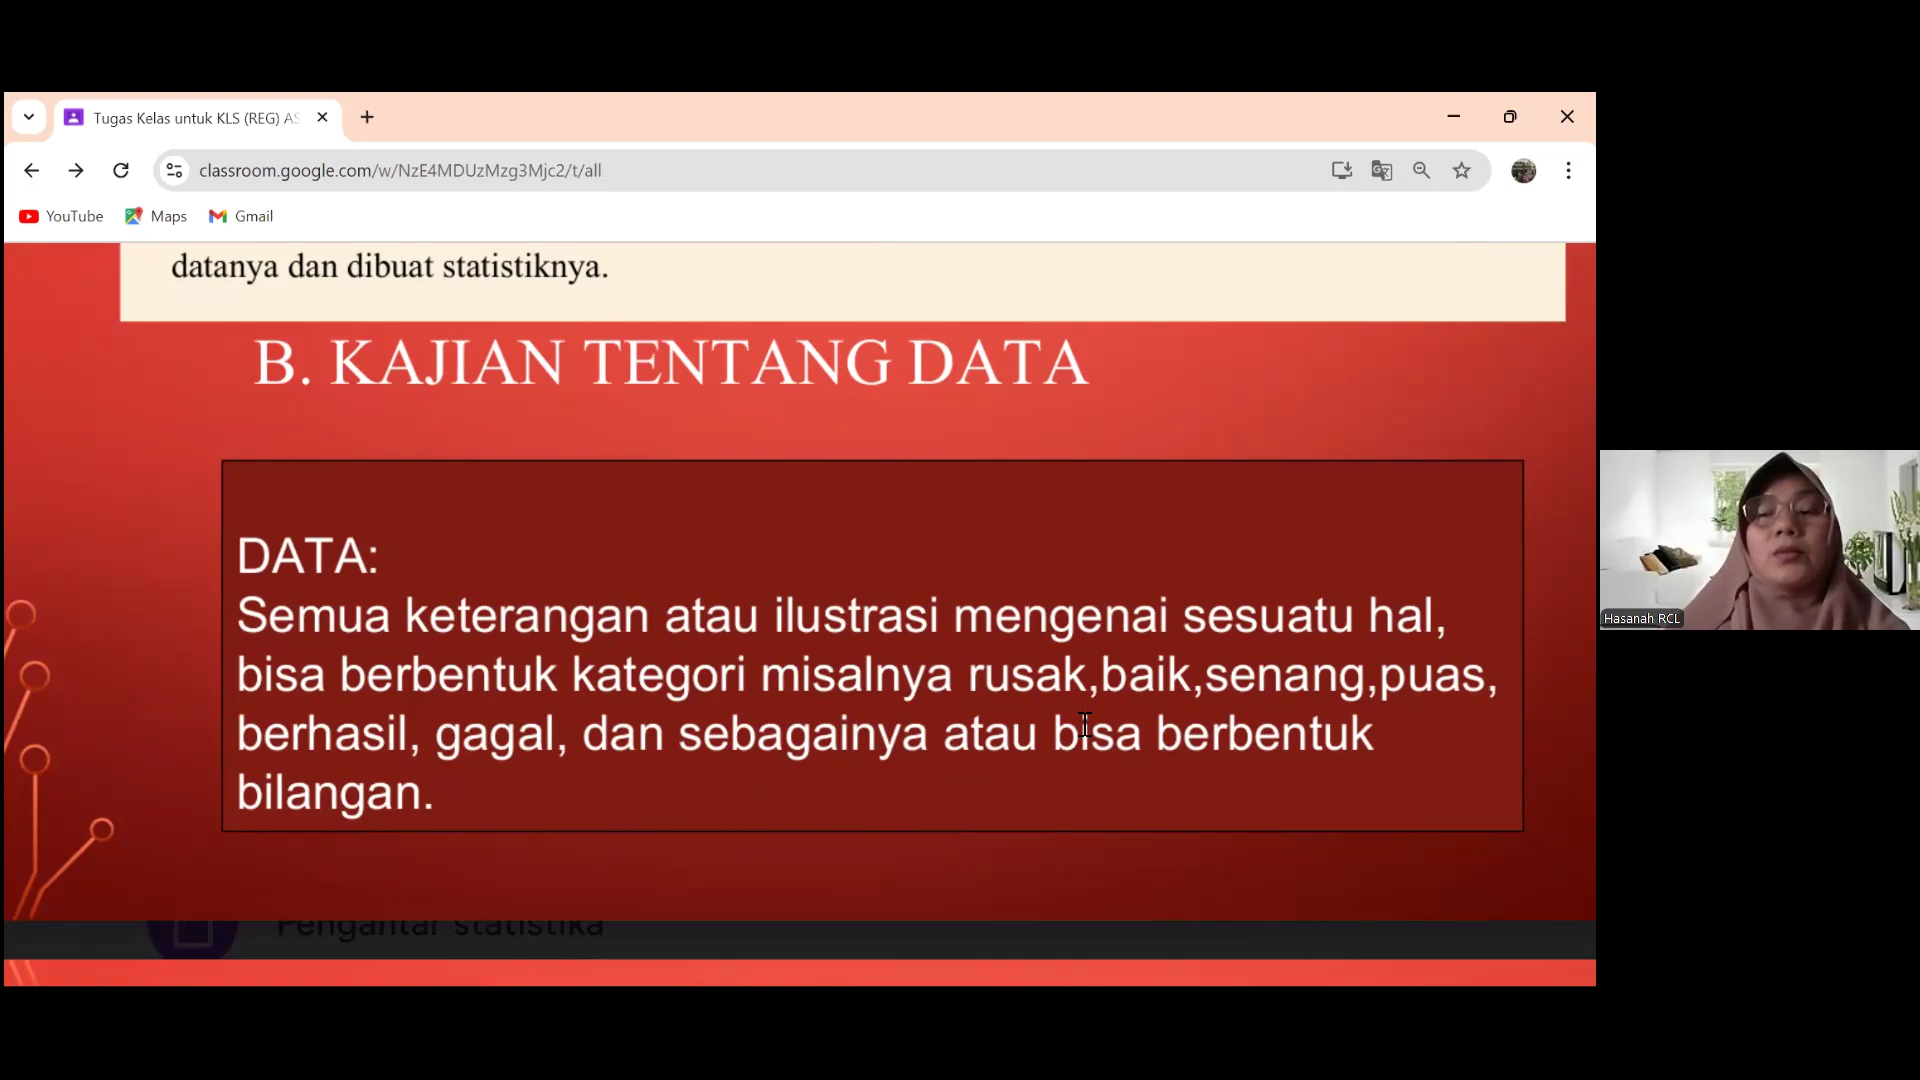 Tugas Kelas untuk KLS (REG) AS
classroom.google.com/w/NzE4MDUzMzg3Mjc2/t/all
YouTube Maps Gmail
datanya dan dibuat statistiknya.
B. KAJIAN TENTANG DATA
DATA:
Semua keterangan atau ilustrasi mengenai sesuatu hal,
bisa berbentuk kategori misalnya rusak,baik,senang,puas,
berhasil, gagal, dan sebagainya atau bisa berbentuk
bilangan.
Pengantar statistika
Hasanah RCL